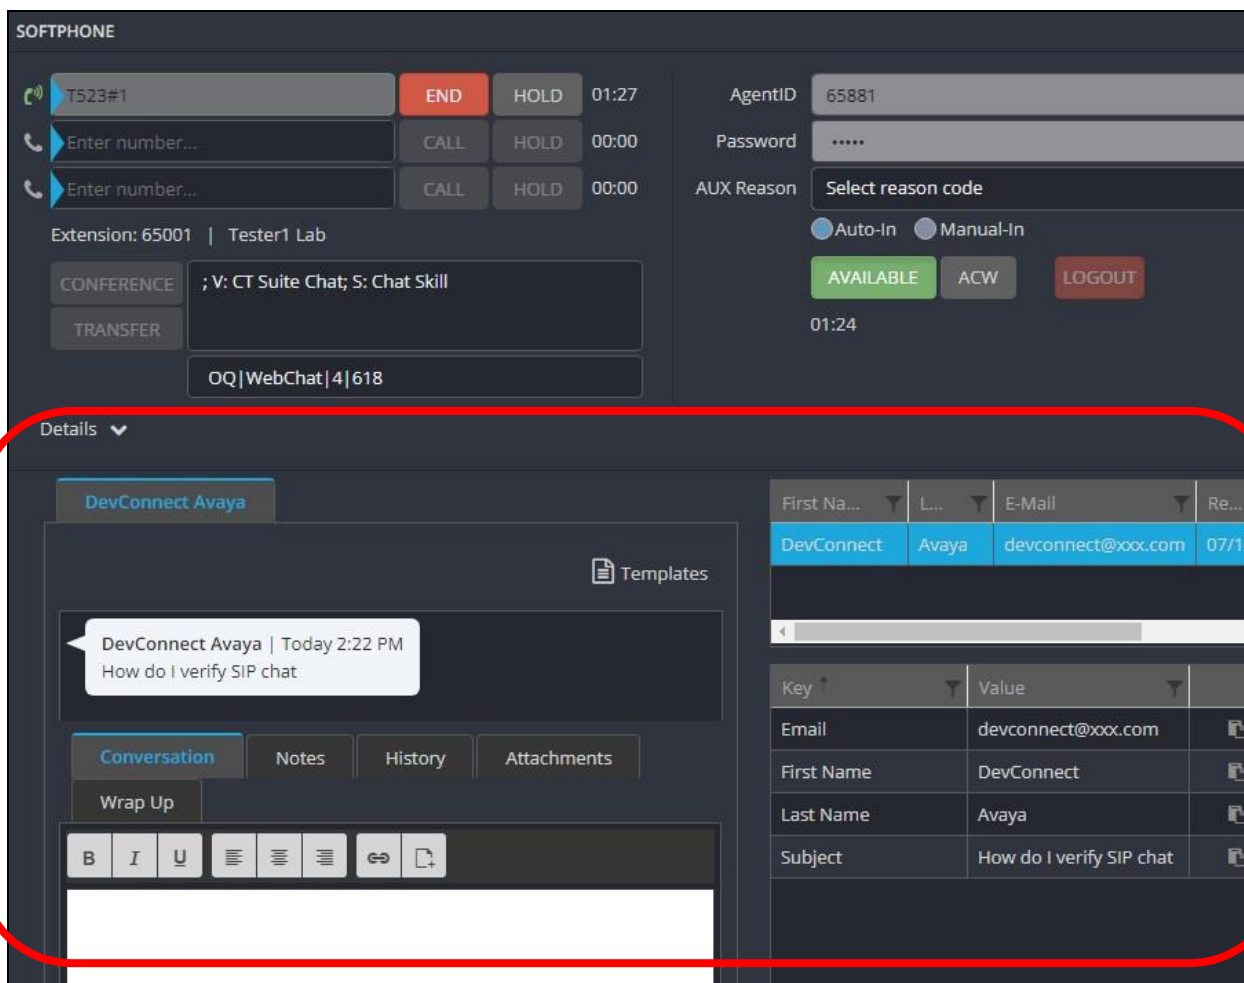 SOFTPHONE
T523#1 END HOLD 01:27
Enter number... CALL HOLD 00:00
Enter number... CALL HOLD 00:00
Extension: 65001 | Tester1 Lab
CONFERENCE
TRANSFER
; V: CT Suite Chat; S: Chat Skill
OQ|WebChat|4|618
AgentID 65881
Password •••••
AUX Reason Select reason code
Auto-In Manual-In
AVAILABLE ACW LOGOUT
01:24
Details
DevConnect Avaya
Templates
DevConnect Avaya | Today 2:22 PM
How do I verify SIP chat
Conversation Notes History Attachments
Wrap Up
B I U
First Na... L... E-Mail Re...
DevConnect Avaya devconnect@xxx.com 07/1
Key Value
Email devconnect@xxx.com
First Name DevConnect
Last Name Avaya
Subject How do I verify SIP chat